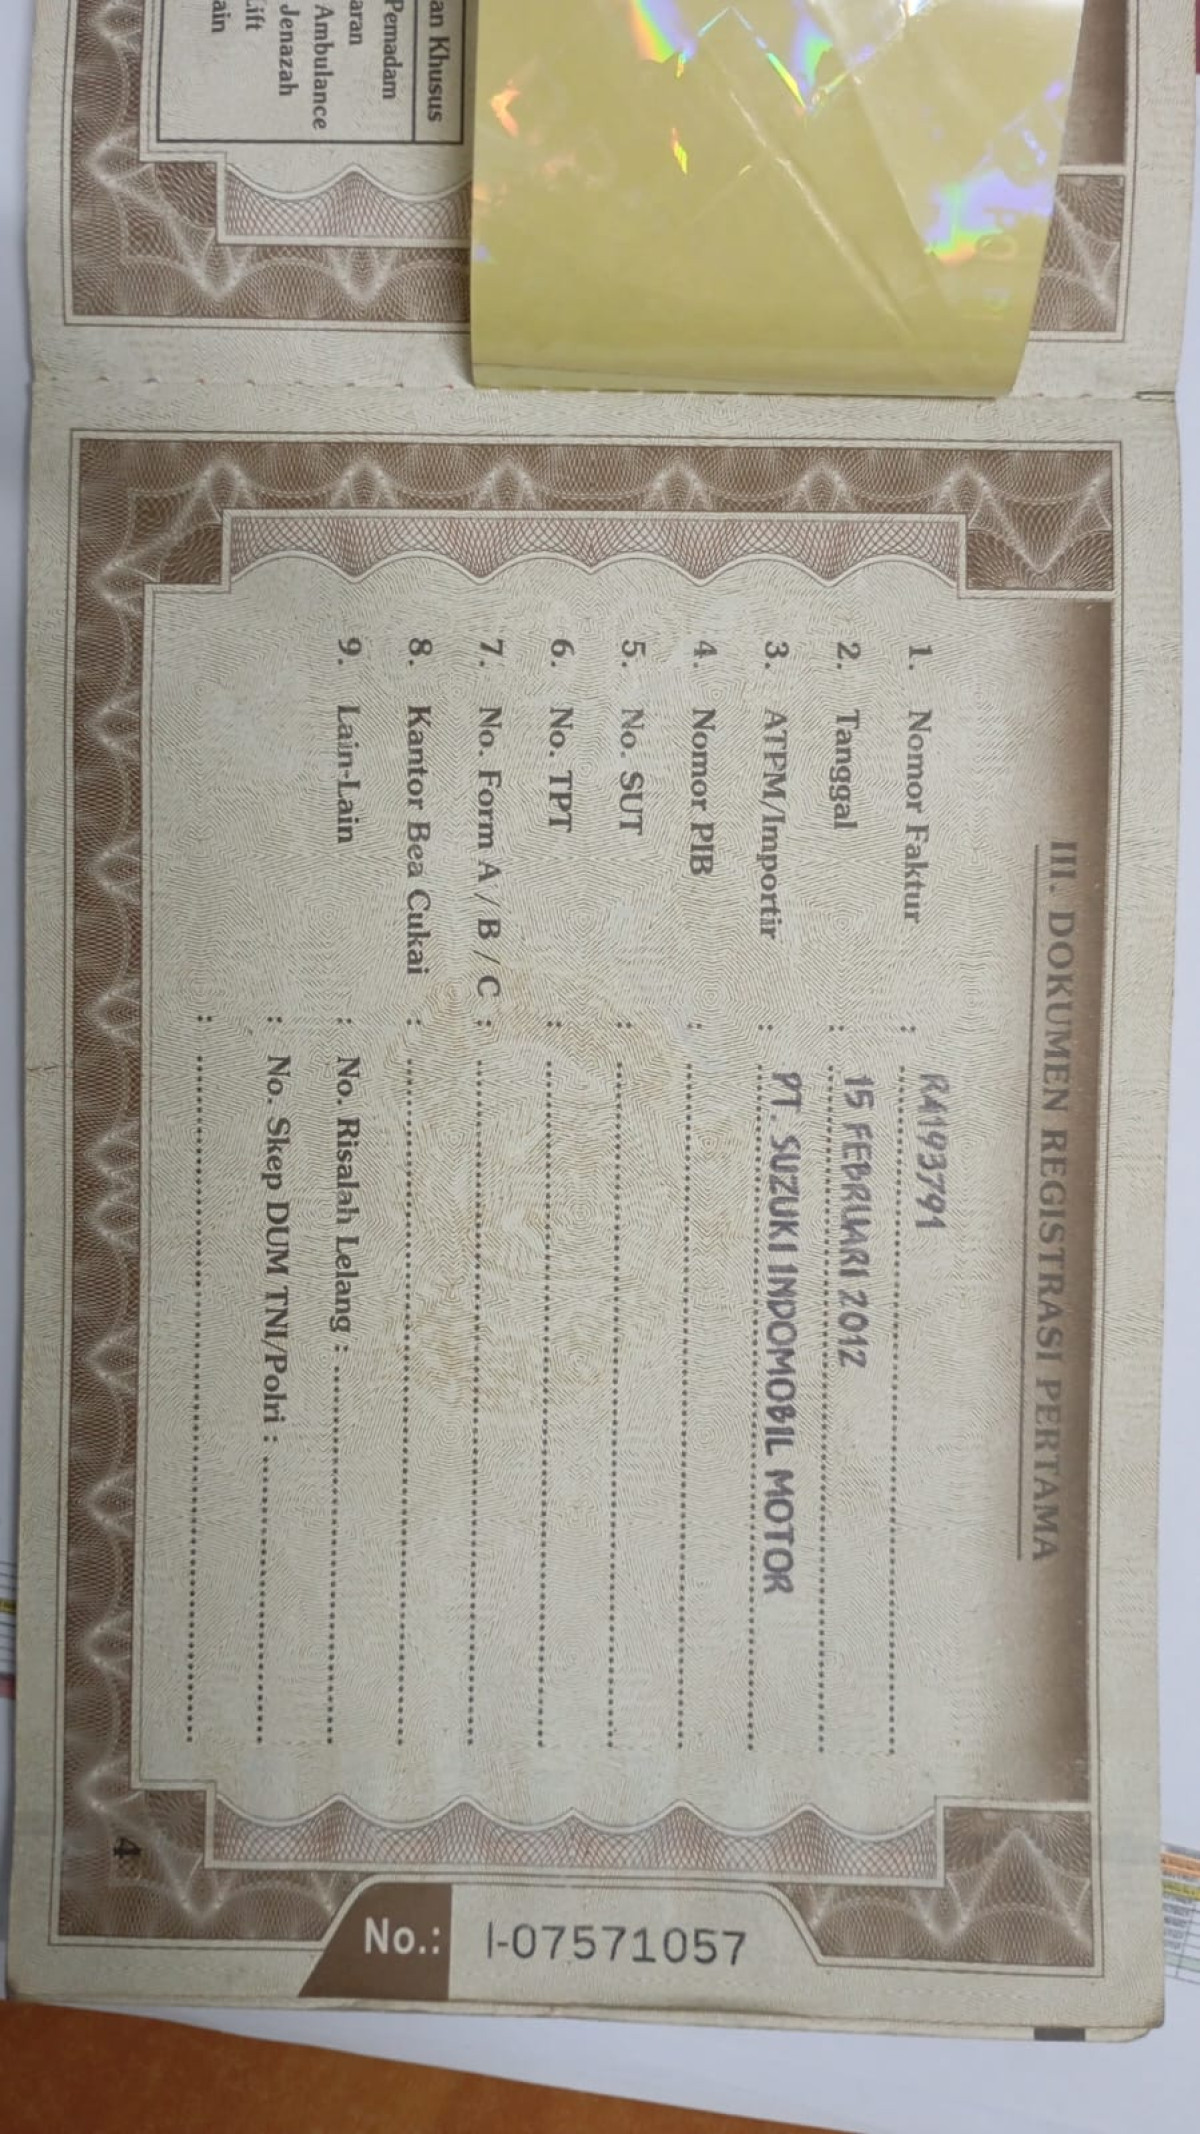 an Khusus
Pemadam
aran
Ambulance
Jenazah
Lift
ain
III. DOKUMEN REGISTRASI PERTAMA
1. Nomor Faktur : RA193791
2. Tanggal : 15 FEBRUARI 2012
3. ATPM/Importir : PT. SUZUKI INDOMOBIL MOTOR
4. Nomor PIB :
5. No. SUT :
6. No. TPT :
7. No. Form A / B / C :
8. Kantor Bea Cukai :
9. Lain-Lain : No. Risalah Lelang :
: No. Skep DUM TNI/Polri :
:
4
No.: I-07571057